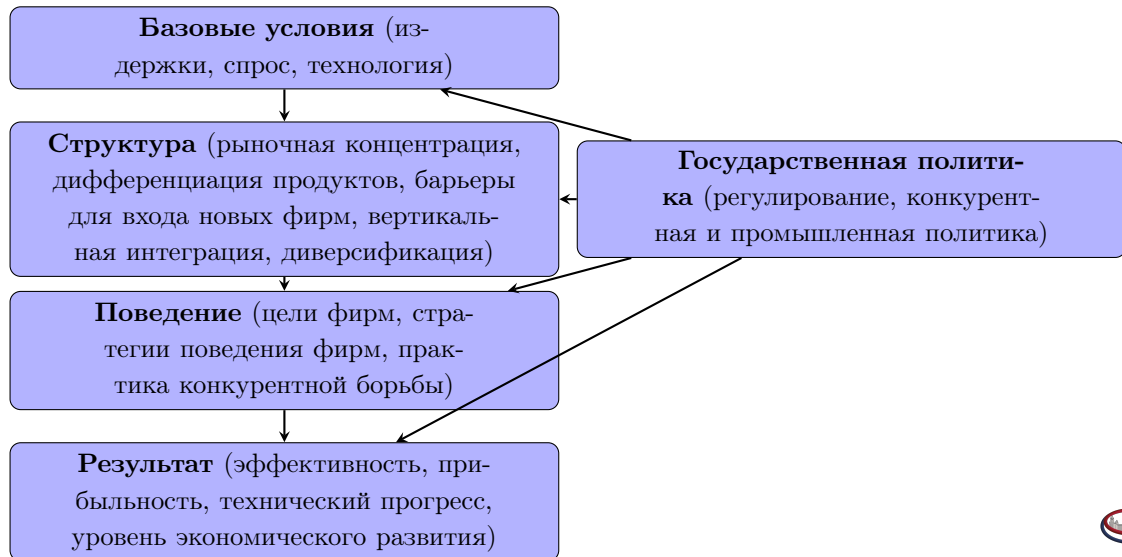 Базовые условия (из-
держки, спрос, технология)
Структура (рыночная концентрация,
дифференциация продуктов, барьеры
для входа новых фирм, вертикаль-
ная интеграция, диверсификация)
Государственная полити-
ка (регулирование, конкурент-
ная и промышленная политика)
Поведение (цели фирм, стра-
тегии поведения фирм, прак-
тика конкурентной борьбы)
Результат (эффективность, при-
быльность, технический прогресс,
уровень экономического развития)